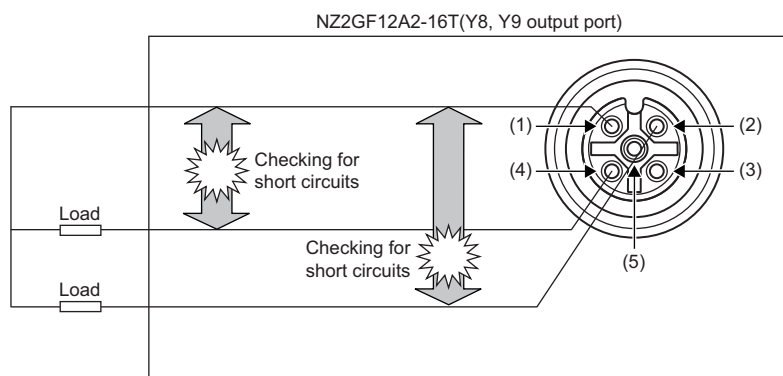 NZ2GF12A2-16T(Y8, Y9 output port)
(1)
(2)
Checking for
short circuits
(4)
(3)
Load
Checking for
short circuits
(5)
Load